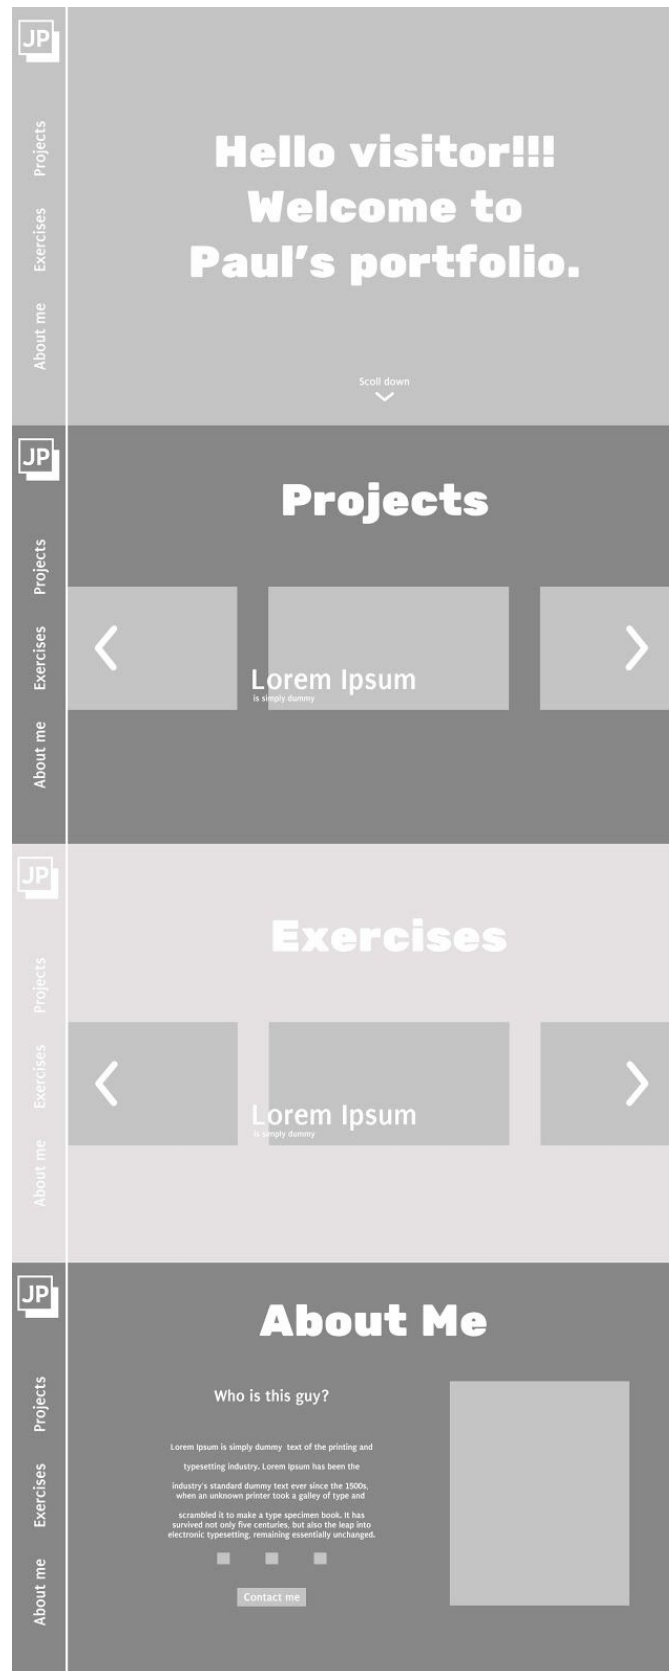 JP
Projects
Exercises
About me
Hello visitor!!!
Welcome to
Paul's portfolio.
Scoll down
JP
Projects
Exercises
About me
Projects
Lorem Ipsum
is simply dummy
JP
Projects
Exercises
About me
Exercises
Lorem Ipsum
is simply dummy
JP
Projects
Exercises
About me
About Me
Who is this guy?
Lorem Ipsum is simply dummy text of the printing and
typesetting industry. Lorem Ipsum has been the
industry's standard dummy text ever since the 1500s,
when an unknown printer took a galley of type and
scrambled it to make a type specimen book. It has
survived not only five centuries, but also the leap into
electronic typesetting, remaining essentially unchanged.
Contact me